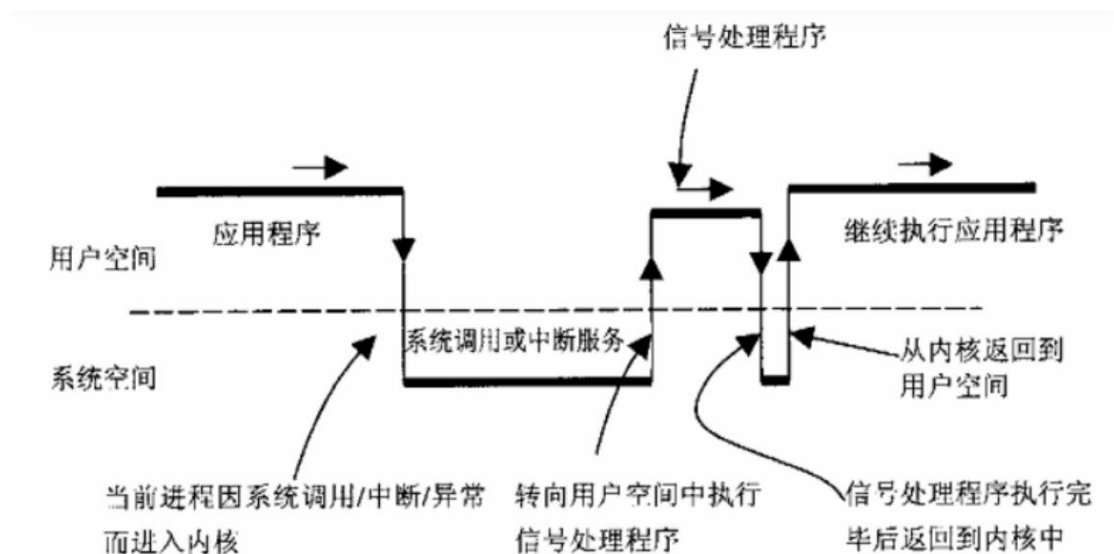 信号处理程序
应用程序
继续执行应用程序
用户空间
系统调用或中断服务
从内核返回到
用户空间
系统空间
当前进程因系统调用/中断/异常
而进入内核
转向用户空间中执行
信号处理程序
信号处理程序执行完
毕后返回到内核中